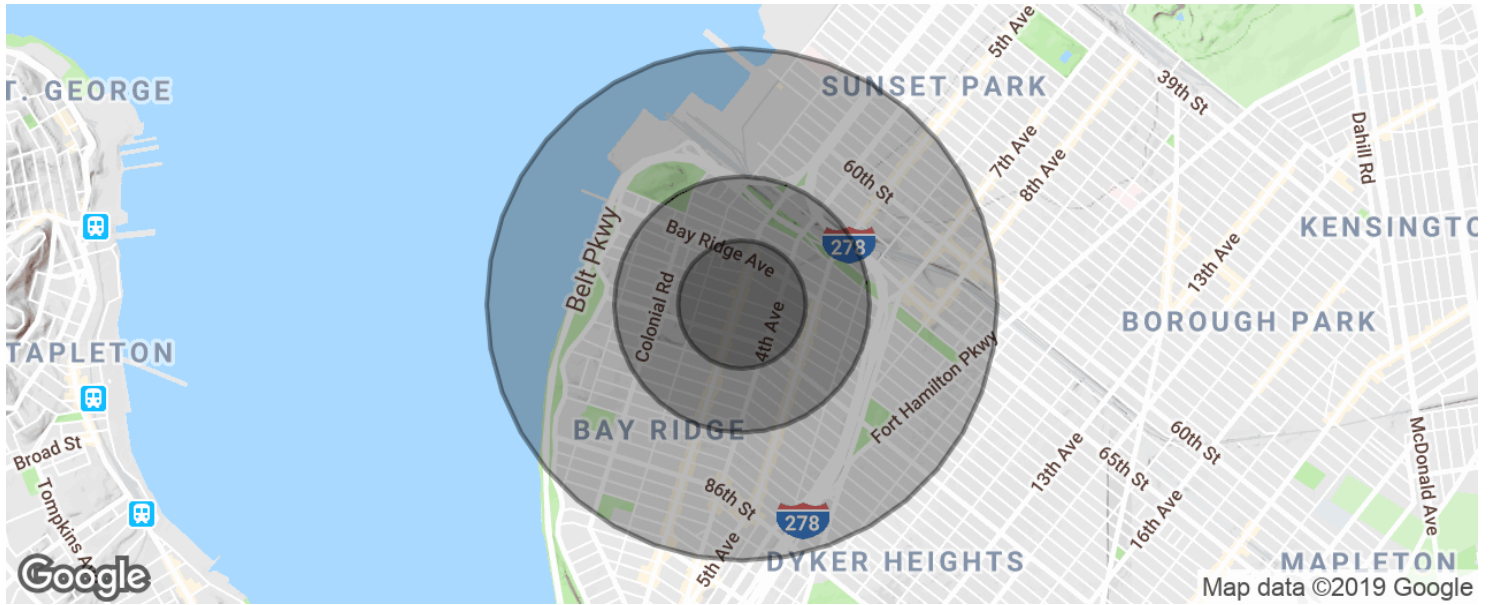 5th Ave
SUNSET PARK
39th St
T. GEORGE
Dahill Rd
7th Ave
8th Ave
60th St
Belt Pkwy
Bay Ridge Ave
278
KENSINGTO
13th Ave
Colonial Rd
4th Ave
BOROUGH PARK
TAPLETON
Fort Hamilton Pkwy
BAY RIDGE
60th St
McDonald Ave
Broad St
65th St
13th Ave
86th St
16th Ave
Tompkins A
278
5th Ave
DYKER HEIGHTS
MAPLETON
Google
Map data ©2019 Google